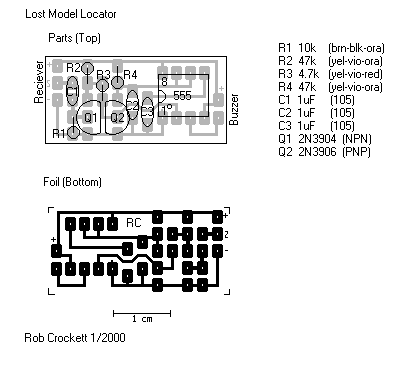 Lost Model Locator
Parts (Top)
R1 10k (brn-blk-ora)
R2 47k (yel-vio-ora)
R3 4.7k (yel-vio-red)
R4 47k (yel-vio-ora)
C1 1uF (105)
C2 1uF (105)
C3 1uF (105)
Q1 2N3904 (NPN)
Q2 2N3906 (PNP)
Reciever
+
S
-
R2
R3
R4
C1
Q1 Q2
C2
C3
R1
8
555
1
+
-
Buzzer
Foil (Bottom)
RC
+
2
-
+
1 cm
Rob Crockett 1/2000